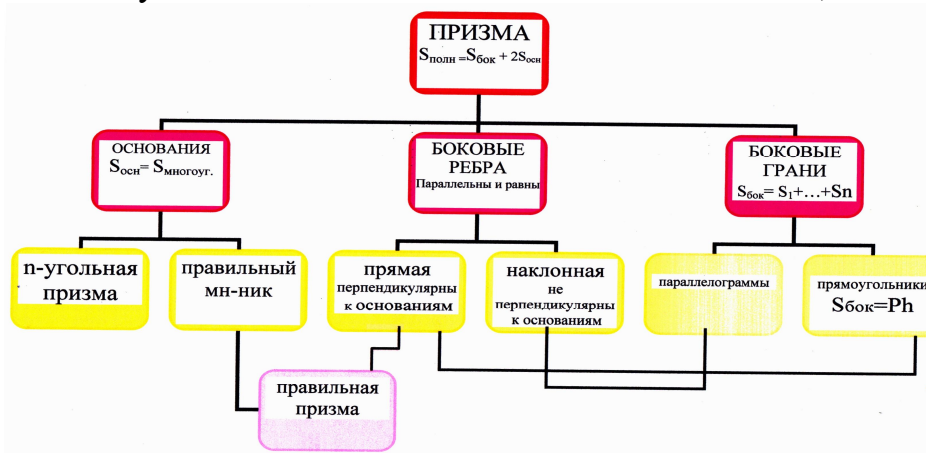 ПРИЗМА
Sполн =Sбок + 2Sосн
ОСНОВАНИЯ
Sосн= Sмногоуг.
БОКОВЫЕ
РЕБРА
Параллельны и равны
БОКОВЫЕ
ГРАНИ
Sбок= S1+…+Sn
n-угольная
призма
правильный
мн-ник
прямая
перпендикулярны
к основаниям
наклонная
не
перпендикулярны
к основаниям
параллелограммы
прямоугольники
Sбок=Ph
правильная
призма